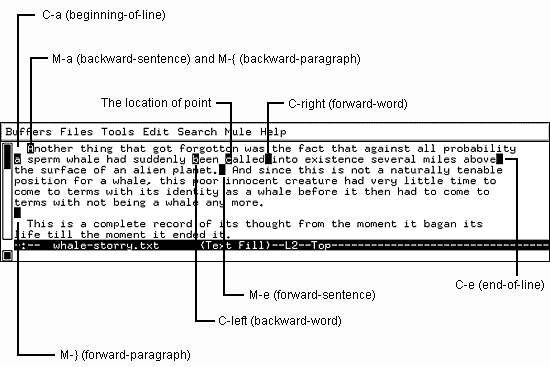 C-a (beginning-of-line)
M-a (backward-sentence) and M-{ (backward-paragraph)
The location of point
C-right (forward-word)
Buffers Files Tools Edit Search Mule Help
Another thing that got forgotten was the fact that against all probability
a sperm whale had suddenly been called into existence several miles above
the surface of an alien planet. And since this is not a naturally tenable
position for a whale, this poor innocent creature had very little time to
come to terms with its identity as a whale before it then had to come to
terms with not being a whale any more.
This is a complete record of its thought from the moment it bagan its
life till the moment it ended it.
-:-- whale-storry.txt (Text Fill)--L2--Top
C-e (end-of-line)
M-e (forward-sentence)
C-left (backward-word)
M-} (forward-paragraph)